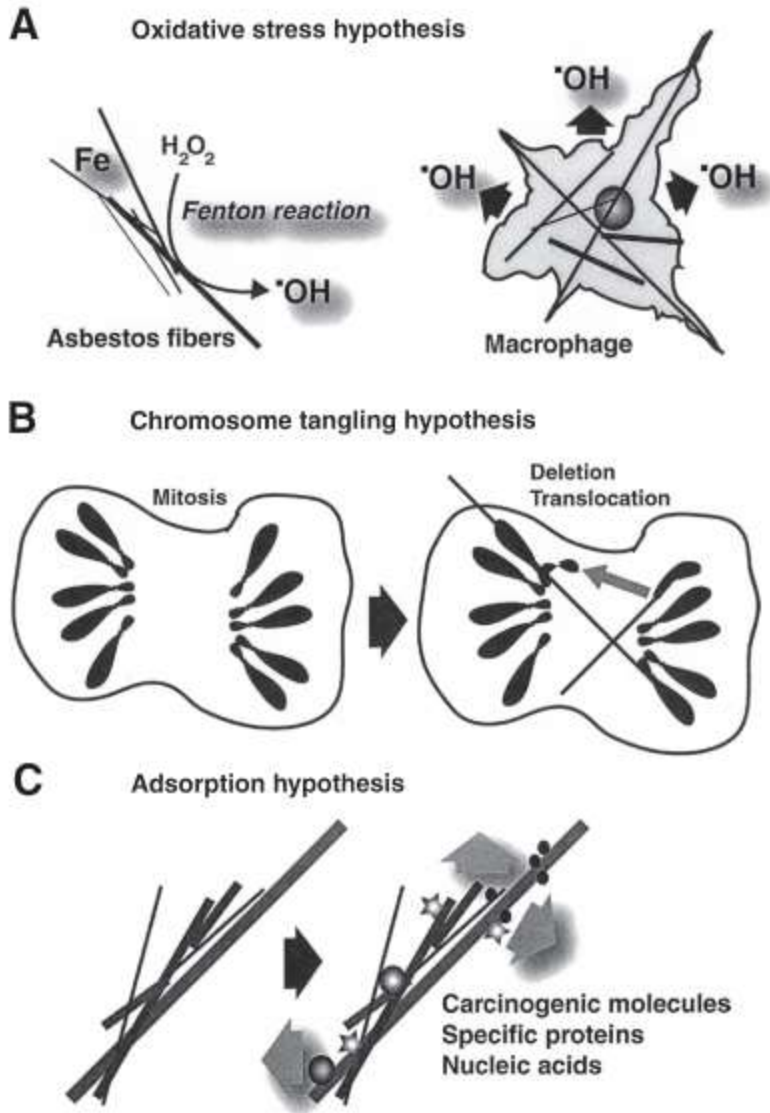 A Oxidative stress hypothesis
Fe
H₂O₂
Fenton reaction
•OH
Asbestos fibers
•OH
•OH
•OH
Macrophage
B Chromosome tangling hypothesis
Mitosis
Deletion
Translocation
C Adsorption hypothesis
Carcinogenic molecules
Specific proteins
Nucleic acids